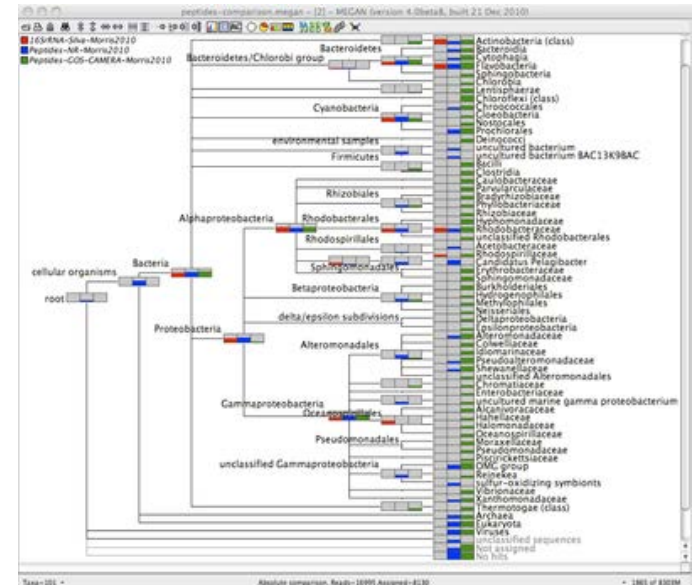 peptides-comparison.megan - [2] - MEGAN (version 4.0beta8, built 21 Dec 2010)
16SrRNA-Silva-Morris2010
Peptides-NR-Morris2010
Peptides-GOS-CAMERA-Morris2010
Actinobacteria (class)
Bacteroidetes
Bacteroidia
Cytophagia
Bacteroidetes/Chlorobi group
Flavobacteria
Sphingobacteria
Chlorobia
Lentisphaerae
Chloroflexi (class)
Chroococcales
Cyanobacteria
Gloeobacteria
Nostocales
Prochlorales
Deinococci
environmental samples
uncultured bacterium
uncultured bacterium BAC13K9BAC
Firmicutes
Bacilli
Clostridia
Caulobacteraceae
Parvularculaceae
Rhizobiales
Bradyrhizobiaceae
Phyllobacteriaceae
Rhizobiaceae
Hyphomonadaceae
Alphaproteobacteria
Rhodobacterales
Rhodobacteraceae
unclassified Rhodobacterales
Rhodospirillales
Acetobacteraceae
Rhodospirillaceae
Candidatus Pelagibacter
Bacteria
Sphingomonadales
Erythrobacteraceae
Sphingomonadaceae
cellular organisms
Betaproteobacteria
Burkholderiales
Hydrogenophilales
root
Methylophilales
Neisseriales
delta/epsilon subdivisions
Deltaproteobacteria
Epsilonproteobacteria
Proteobacteria
Alteromonadaceae
Colwelliaceae
Alteromonadales
Idiomarinaceae
Pseudoalteromonadaceae
Shewanellaceae
unclassified Alteromonadales
Chromatiaceae
Enterobacteriaceae
uncultured marine gamma proteobacterium
Gammaproteobacteria
Alcanivoracaceae
Oceanospirillales
Hahellaceae
Halomonadaceae
Oceanospirillaceae
Pseudomonadales
Moraxellaceae
Pseudomonadaceae
Piscirickettsiaceae
unclassified Gammaproteobacteria
OMG group
Reinekea
sulfur-oxidizing symbionts
Vibrionaceae
Xanthomonadaceae
Thermotogae (class)
Archaea
Eukaryota
Viruses
unclassified sequences
Not assigned
No hits
Taxa=101
Absolute comparison, Reads=16995 Assigned=4130